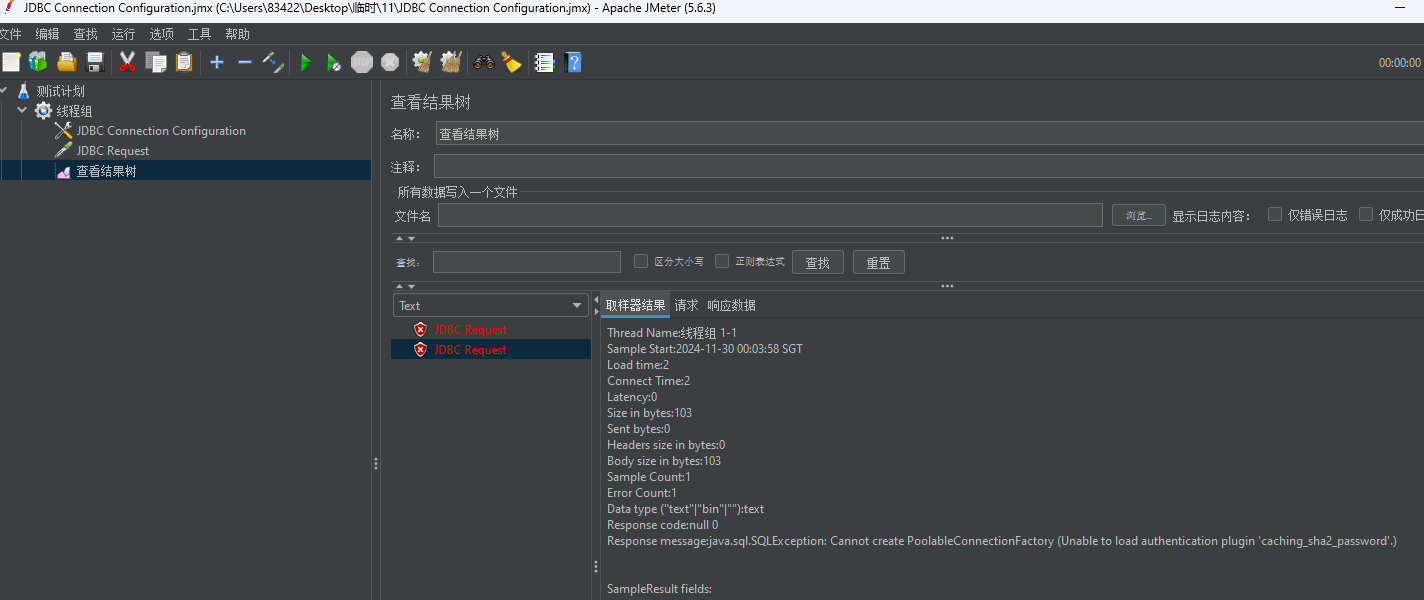 JDBC Connection Configuration.jmx (C:\Users\83422\Desktop\临时\11\JDBC Connection Configuration.jmx) - Apache JMeter (5.6.3)
文件 编辑 查找 运行 选项 工具 帮助
STOP
00:00:00
测试计划
线程组
JDBC Connection Configuration
JDBC Request
查看结果树
查看结果树
名称： 查看结果树
注释：
所有数据写入一个文件
文件名 浏览... 显示日志内容： 仅错误日志 仅成功日
查找： 区分大小写 正则表达式 查找 重置
Text
JDBC Request
JDBC Request
取样器结果 请求 响应数据
Thread Name:线程组 1-1
Sample Start:2024-11-30 00:03:58 SGT
Load time:2
Connect Time:2
Latency:0
Size in bytes:103
Sent bytes:0
Headers size in bytes:0
Body size in bytes:103
Sample Count:1
Error Count:1
Data type ("text"|"bin"|""):text
Response code:null 0
Response message:java.sql.SQLException: Cannot create PoolableConnectionFactory (Unable to load authentication plugin 'caching_sha2_password'.)
SampleResult fields: